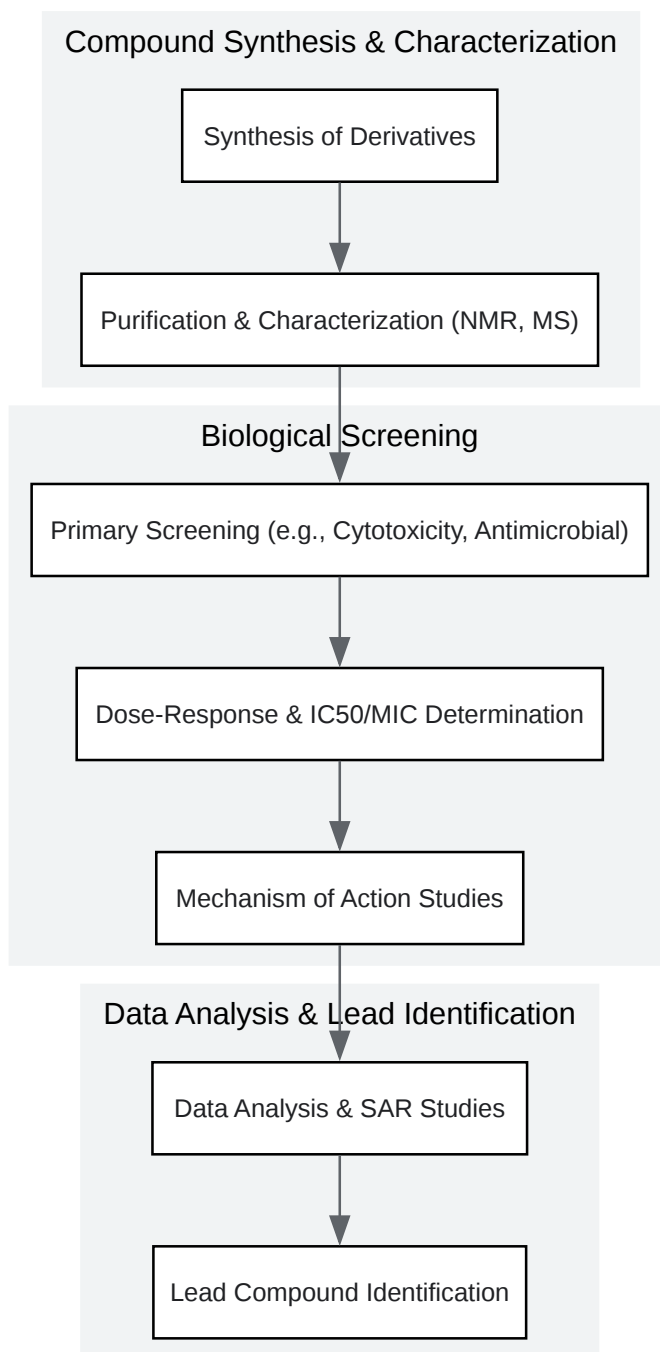 Compound Synthesis & Characterization
Synthesis of Derivatives
Purification & Characterization (NMR, MS)
Biological Screening
Primary Screening (e.g., Cytotoxicity, Antimicrobial)
Dose-Response & IC50/MIC Determination
Mechanism of Action Studies
Data Analysis & Lead Identification
Data Analysis & SAR Studies
Lead Compound Identification